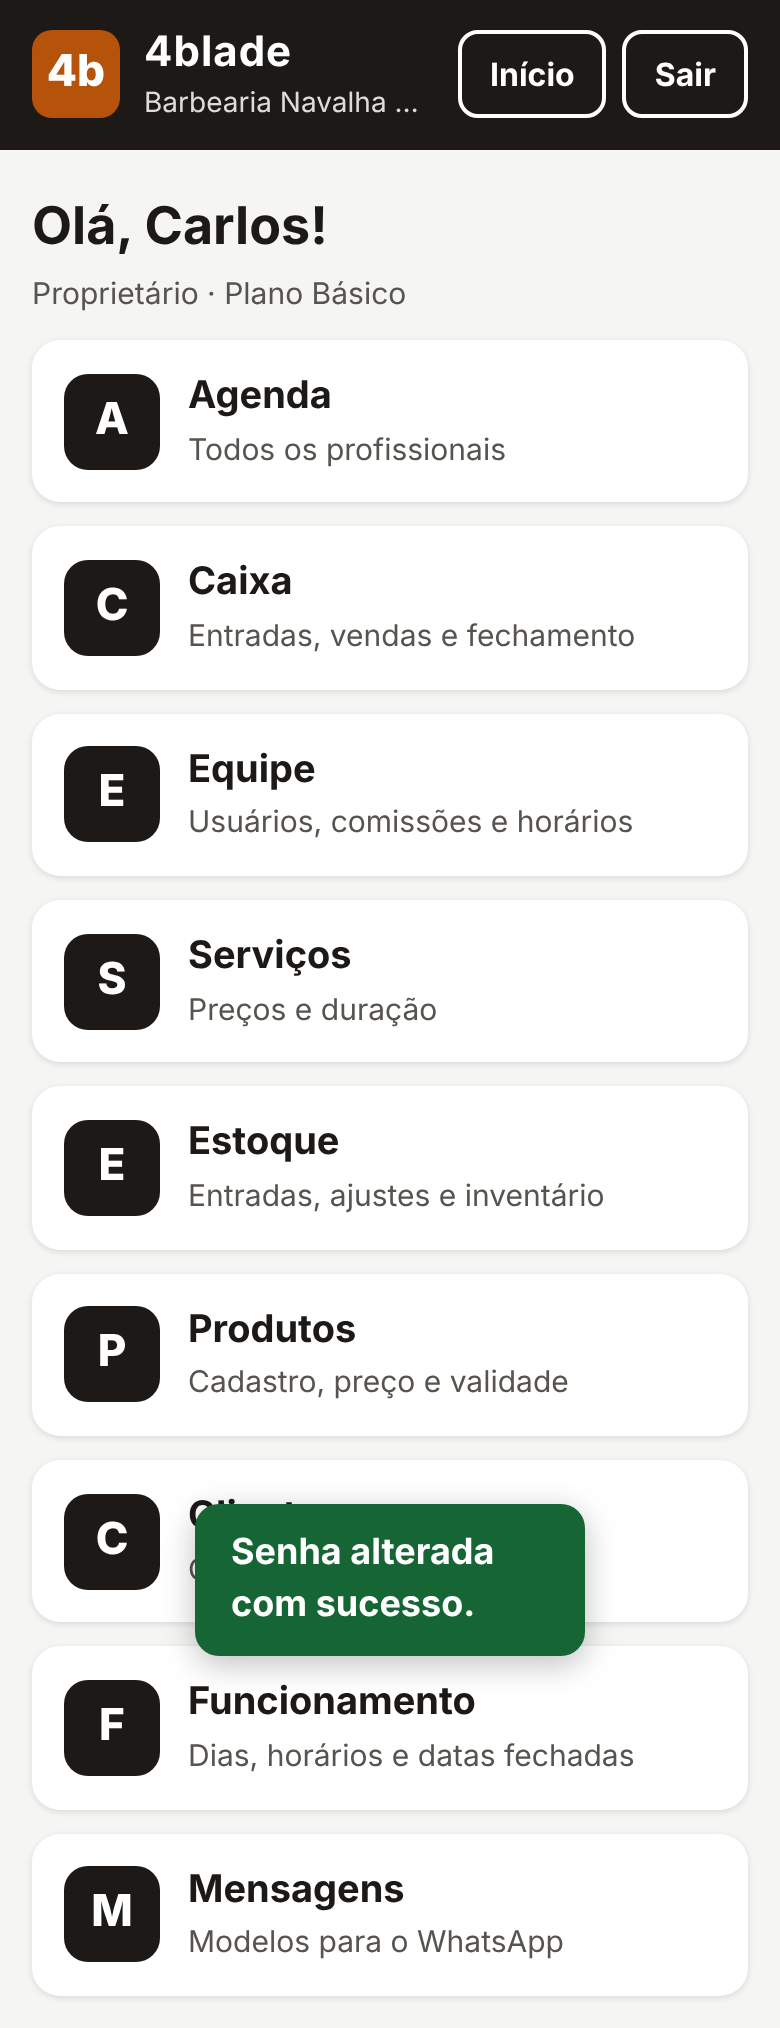 4b
4blade
Barbearia Navalha ...
Início
Sair
Olá, Carlos!
Proprietário · Plano Básico
A
Agenda
Todos os profissionais
C
Caixa
Entradas, vendas e fechamento
E
Equipe
Usuários, comissões e horários
S
Serviços
Preços e duração
E
Estoque
Entradas, ajustes e inventário
P
Produtos
Cadastro, preço e validade
C
Senha alterada
com sucesso.
F
Funcionamento
Dias, horários e datas fechadas
M
Mensagens
Modelos para o WhatsApp